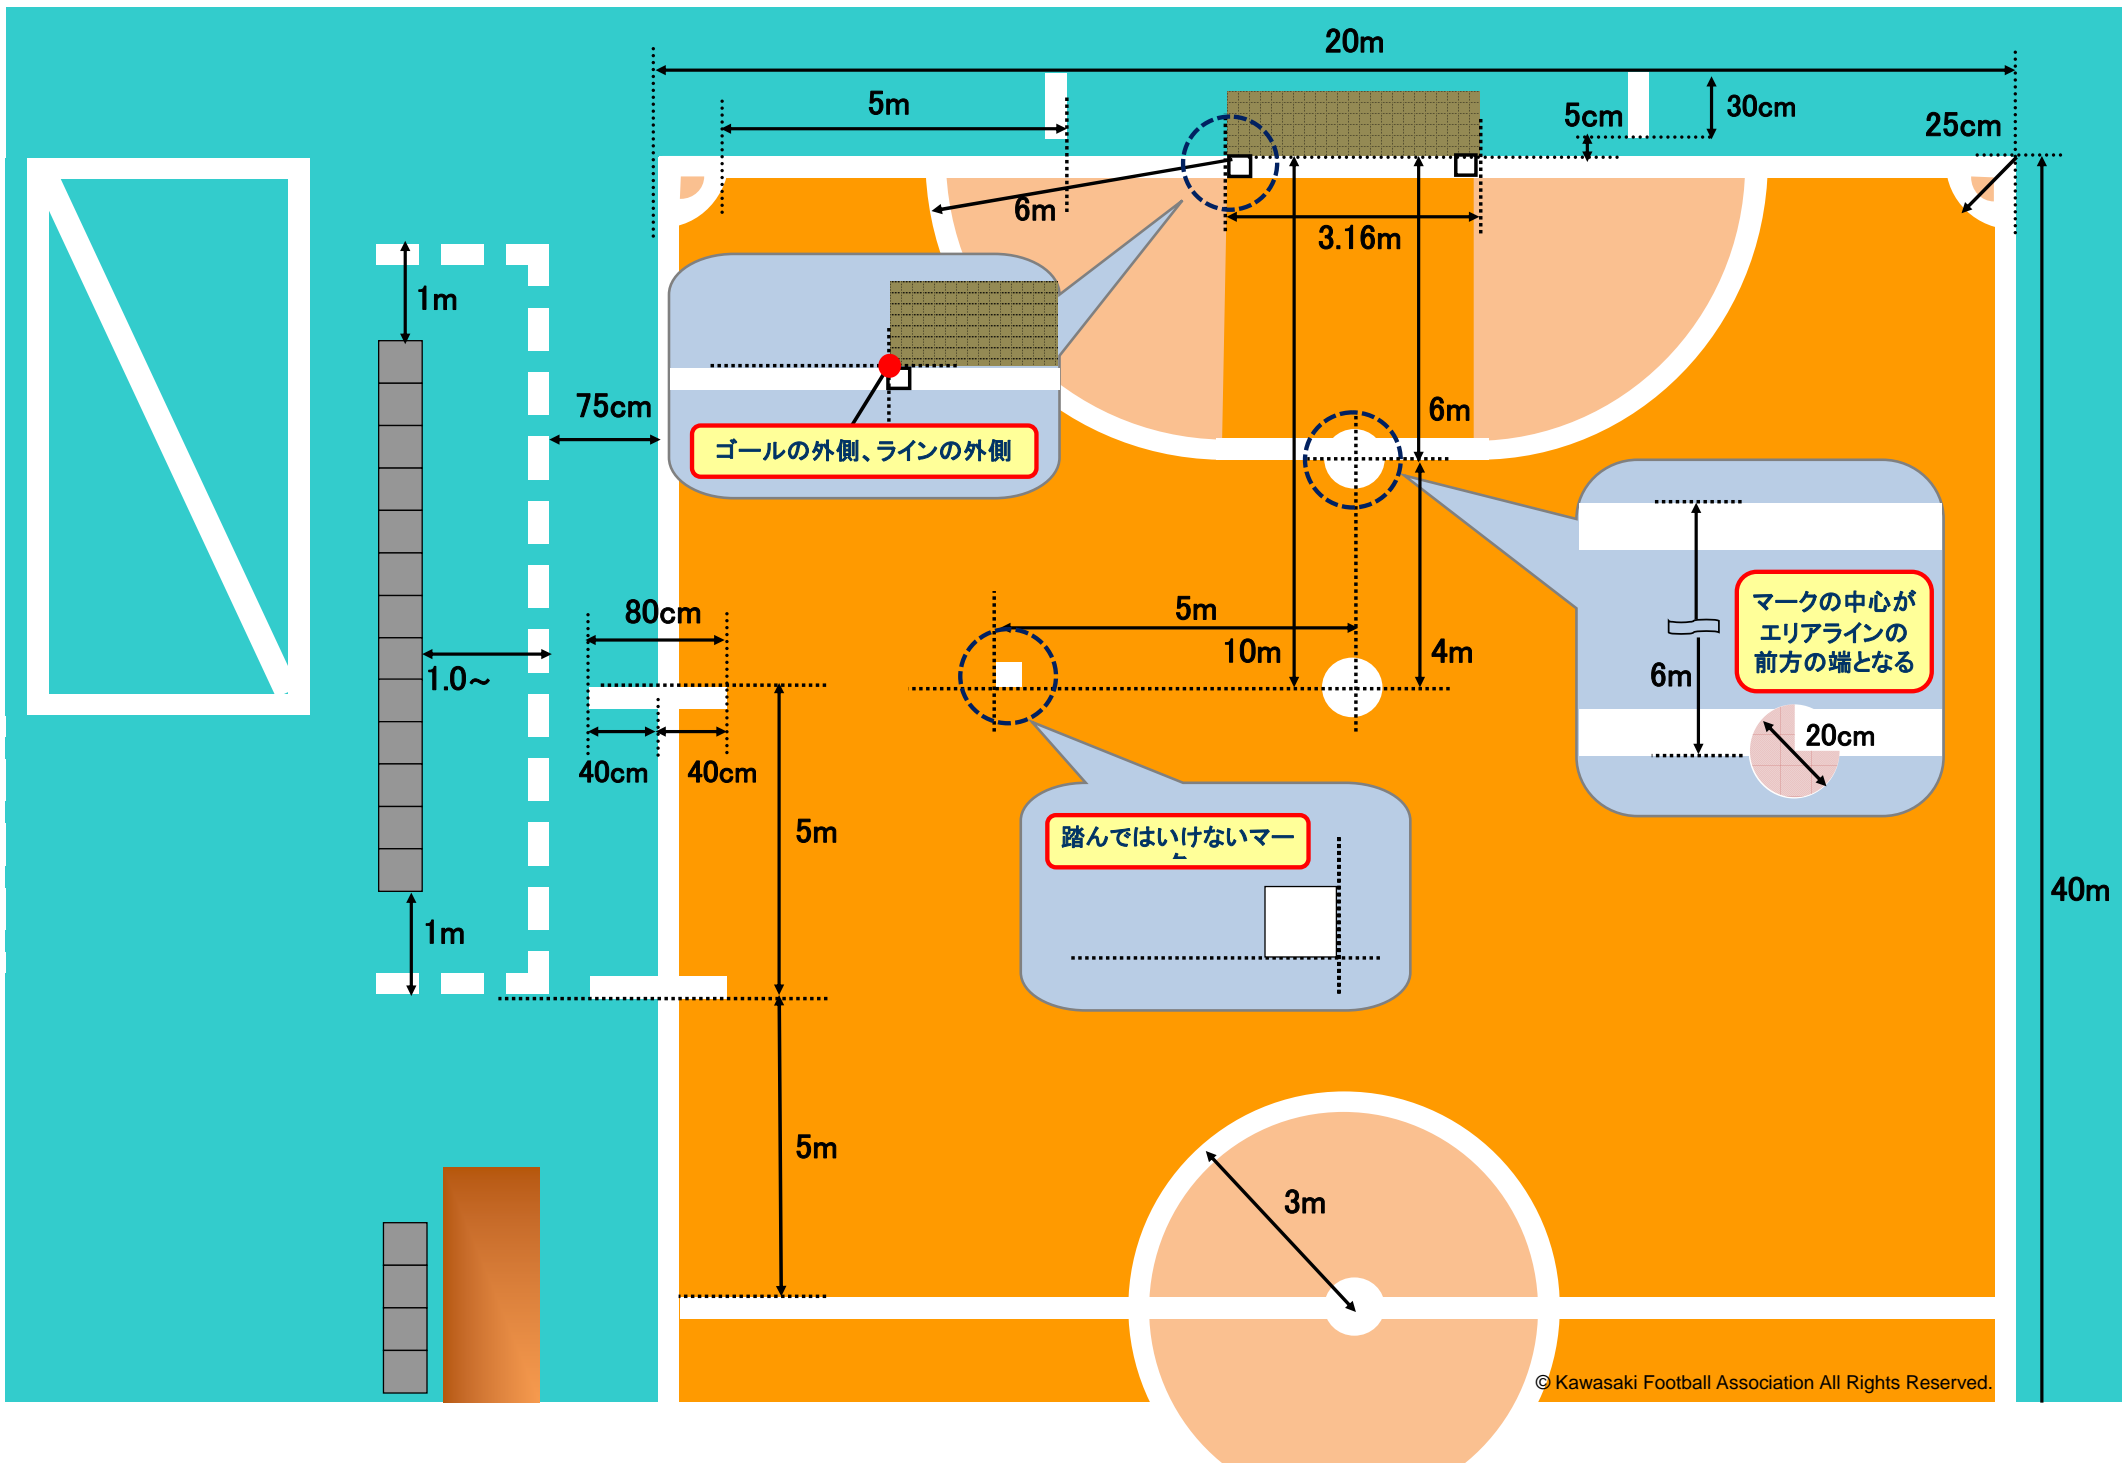 20m
5m
5cm
30cm
25cm
6m
3.16m
1m
75cm
6m
ゴールの外側、ラインの外側
80cm
5m
マークの中心が
エリアラインの
前方の端となる
1.0~
10m
4m
6m
20cm
40cm
40cm
5m
踏んではいけないマー
ク
40m
1m
5m
3m
© Kawasaki Football Association All Rights Reserved.